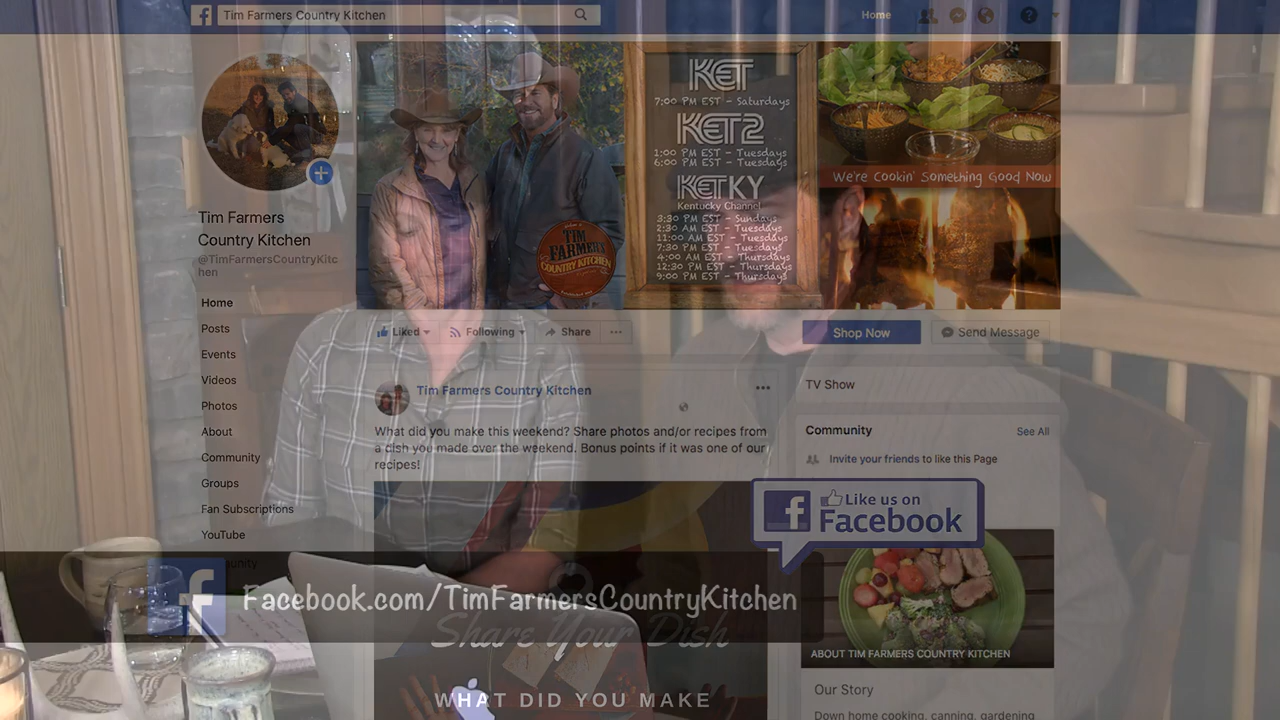 Tim Farmers Country Kitchen
Home
KET
7:00 PM EST - Saturdays
KET2
1:00 PM EST - Tuesdays
6:00 PM EST - Tuesdays
KET KY
Kentucky Channel
3:30 PM EST - Sundays
2:30 AM EST - Tuesdays
11:00 AM EST - Tuesdays
7:30 PM EST - Tuesdays
4:00 AM EST - Thursdays
12:30 PM EST - Thursdays
9:00 PM EST - Thursdays
We're Cookin' Something Good Now
TIM
FARMER'S
COUNTRY KITCHEN
Tim Farmers
Country Kitchen
@TimFarmersCountryKitc
hen
Home
Posts
Events
Videos
Photos
About
Community
Groups
Fan Subscriptions
YouTube
Liked
Following
Share
Shop Now
Send Message
Tim Farmers Country Kitchen
What did you make this weekend? Share photos and/or recipes from
a dish you made over the weekend. Bonus points if it was one of our
recipes!
TV Show
Community
See All
Invite your friends to like this Page
Like us on
Facebook
Facebook.com/TimFarmersCountryKitchen
Share Your Dish
WHAT DID YOU MAKE
ABOUT TIM FARMERS COUNTRY KITCHEN
Our Story
Down home cooking, canning, gardening